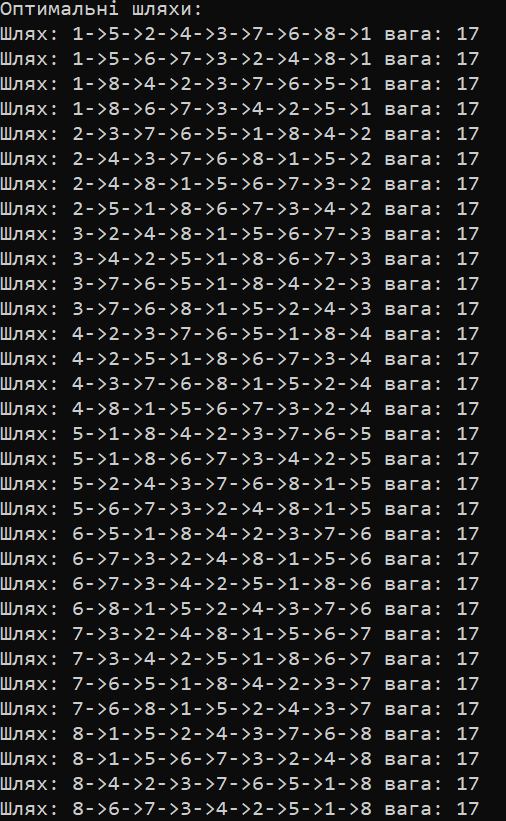 Оптимальні шляхи:
Шлях: 1->5->2->4->3->7->6->8->1 вага: 17
Шлях: 1->5->6->7->3->2->4->8->1 вага: 17
Шлях: 1->8->4->2->3->7->6->5->1 вага: 17
Шлях: 1->8->6->7->3->4->2->5->1 вага: 17
Шлях: 2->3->7->6->5->1->8->4->2 вага: 17
Шлях: 2->4->3->7->6->8->1->5->2 вага: 17
Шлях: 2->4->8->1->5->6->7->3->2 вага: 17
Шлях: 2->5->1->8->6->7->3->4->2 вага: 17
Шлях: 3->2->4->8->1->5->6->7->3 вага: 17
Шлях: 3->4->2->5->1->8->6->7->3 вага: 17
Шлях: 3->7->6->5->1->8->4->2->3 вага: 17
Шлях: 3->7->6->8->1->5->2->4->3 вага: 17
Шлях: 4->2->3->7->6->5->1->8->4 вага: 17
Шлях: 4->2->5->1->8->6->7->3->4 вага: 17
Шлях: 4->3->7->6->8->1->5->2->4 вага: 17
Шлях: 4->8->1->5->6->7->3->2->4 вага: 17
Шлях: 5->1->8->4->2->3->7->6->5 вага: 17
Шлях: 5->1->8->6->7->3->4->2->5 вага: 17
Шлях: 5->2->4->3->7->6->8->1->5 вага: 17
Шлях: 5->6->7->3->2->4->8->1->5 вага: 17
Шлях: 6->5->1->8->4->2->3->7->6 вага: 17
Шлях: 6->7->3->2->4->8->1->5->6 вага: 17
Шлях: 6->7->3->4->2->5->1->8->6 вага: 17
Шлях: 6->8->1->5->2->4->3->7->6 вага: 17
Шлях: 7->3->2->4->8->1->5->6->7 вага: 17
Шлях: 7->3->4->2->5->1->8->6->7 вага: 17
Шлях: 7->6->5->1->8->4->2->3->7 вага: 17
Шлях: 7->6->8->1->5->2->4->3->7 вага: 17
Шлях: 8->1->5->2->4->3->7->6->8 вага: 17
Шлях: 8->1->5->6->7->3->2->4->8 вага: 17
Шлях: 8->4->2->3->7->6->5->1->8 вага: 17
Шлях: 8->6->7->3->4->2->5->1->8 вага: 17